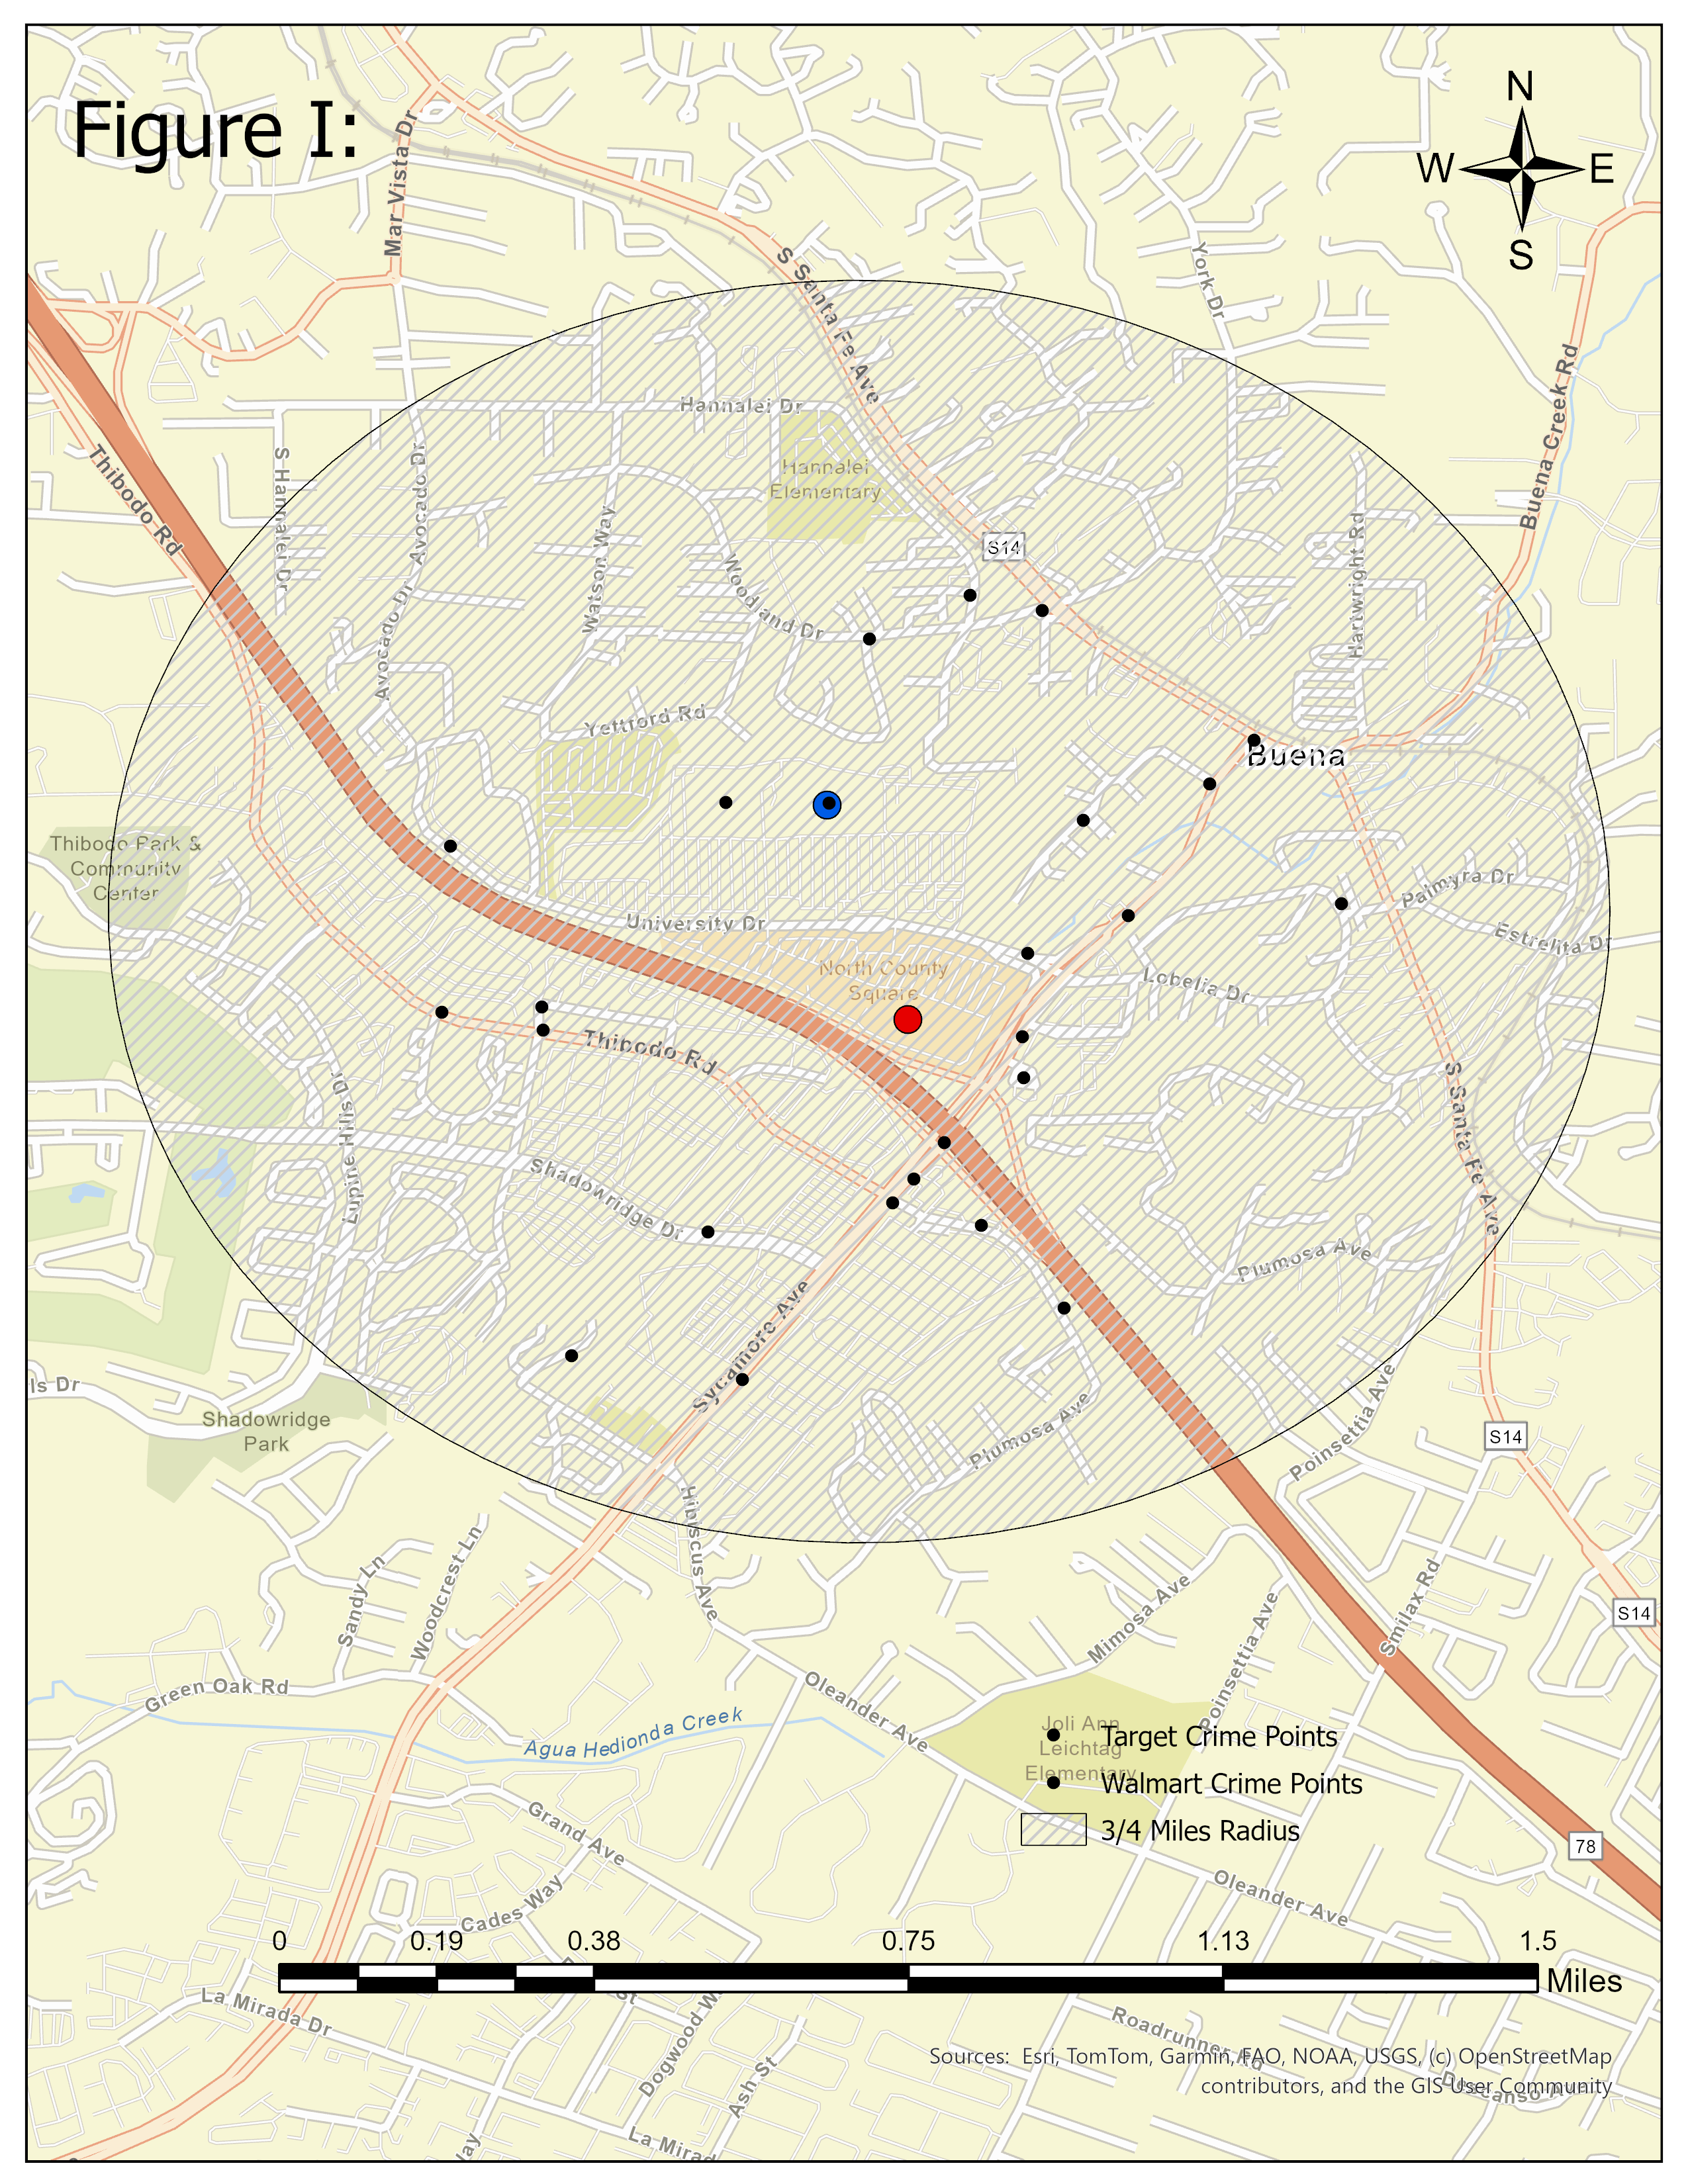 Figure I:
N
W
E
S
Mar Vista Dr
S Santa Fe Ave
York Dr
Buena Creek Rd
Thibodo Rd
S Hannalei Dr
Avocado Dr
Avocado Dr
Hannalei Dr
Hannalei
Elementary
S14
Watson Way
Woodland Dr
Hartwright Rd
Yettford Rd
Buena
Thibodo Park &
Community
Center
University Dr
Palmyra Dr
Estrelita Dr
North County
Square
Lobelia Dr
Thibodo Rd
Lupine Hills Dr
S Santa Fe Ave
Shadowridge Dr
Plumosa Ave
Sycamore Ave
ls Dr
Shadowridge
Park
Plumosa Ave
Poinsettia Ave
S14
Hibiscus Ave
Sandy Ln
Woodcrest Ln
Mimosa Ave
Poinsettia Ave
Smilax Rd
S14
Green Oak Rd
Oleander Ave
Agua Hedionda Creek
Joli Ann
Leichtag
Elementary
Target Crime Points
Walmart Crime Points
3/4 Miles Radius
78
Grand Ave
Oleander Ave
Cades Way
0 0.19 0.38 0.75 1.13 1.5
Miles
St
La Mirada Dr
Dogwood W
Ash St
Roadrunner Rd
Sources: Esri, TomTom, Garmin, FAO, NOAA, USGS, (c) OpenStreetMap
contributors, and the GIS User Community
Descanso Ave
La Mirad
ay